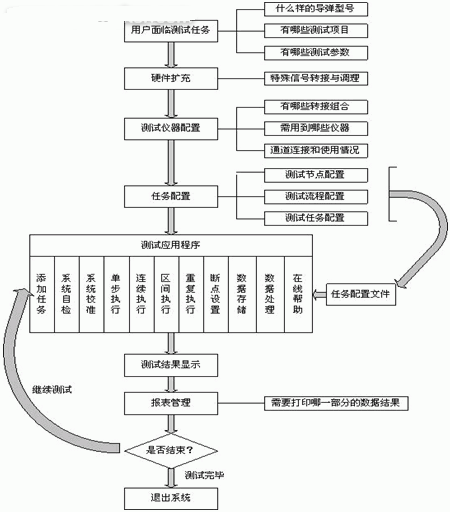 什么样的导弹型号
用户面临测试任务
有哪些测试项目
有哪些测试参数
硬件扩充
特殊信号转接与调理
有哪些转接组合
测试仪器配置
需用到哪些仪器
通道连接和使用情况
测试节点配置
任务配置
测试流程配置
测试任务配置
测试应用程序
添加任务
系统自检
系统校准
单步执行
连续执行
区间执行
重复执行
断点设置
数据存储
数据处理
在线帮助
任务配置文件
测试结果显示
继续测试
报表管理
需要打印哪一部分的数据结果
是否结束？
测试完毕
退出系统